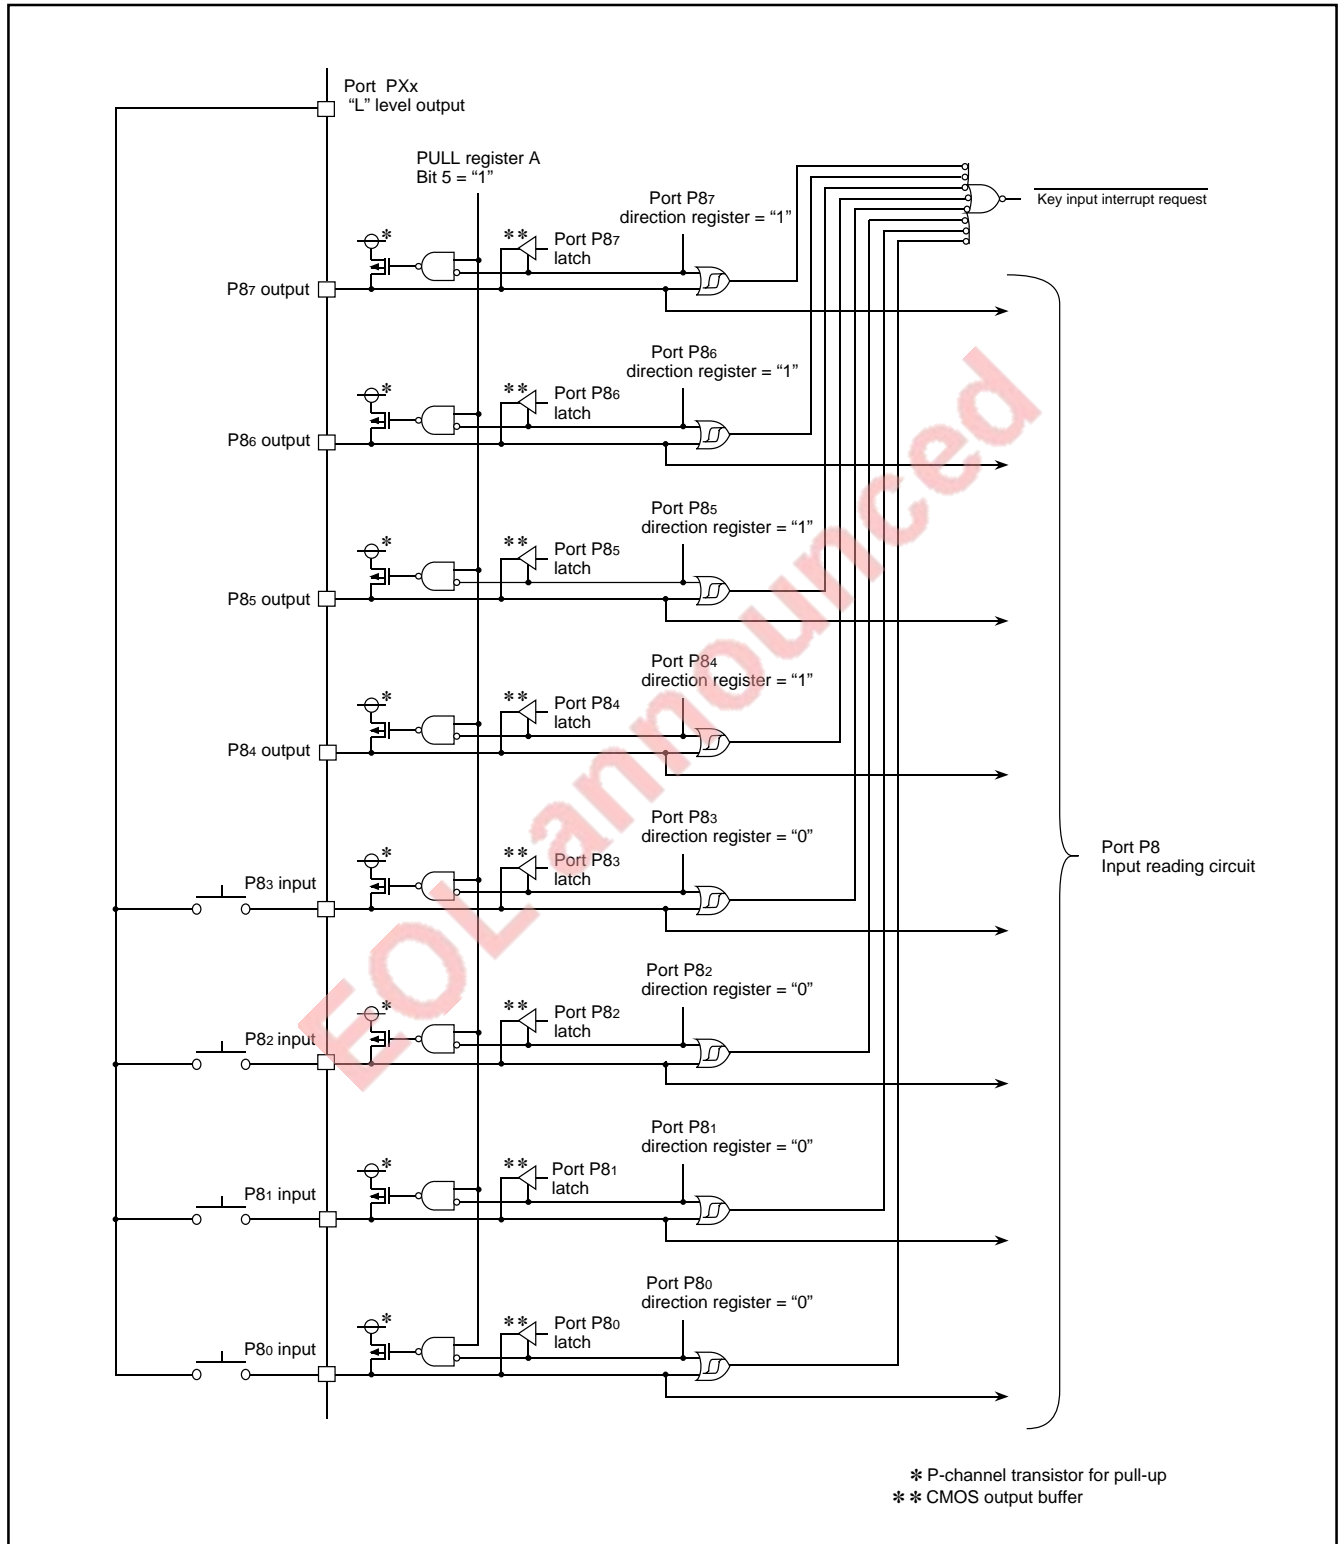 Port PXx
“L” level output
PULL register A
Bit 5 = “1”
Key input interrupt request
Port P87
direction register = “1”
**
Port P87
latch
*
P87 output
Port P86
direction register = “1”
**
Port P86
latch
*
P86 output
Port P85
direction register = “1”
**
Port P85
latch
*
P85 output
Port P84
direction register = “1”
**
Port P84
latch
*
P84 output
Port P83
direction register = “0”
**
Port P83
latch
*
P83 input
Port P8
Input reading circuit
Port P82
direction register = “0”
**
Port P82
latch
*
P82 input
Port P81
direction register = “0”
**
Port P81
latch
*
P81 input
Port P80
direction register = “0”
**
Port P80
latch
*
P80 input
* P-channel transistor for pull-up
** CMOS output buffer
EOL announced